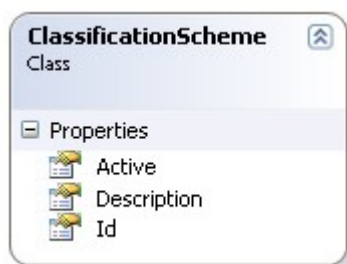 ClassificationScheme
Class
Properties
Active
Description
Id